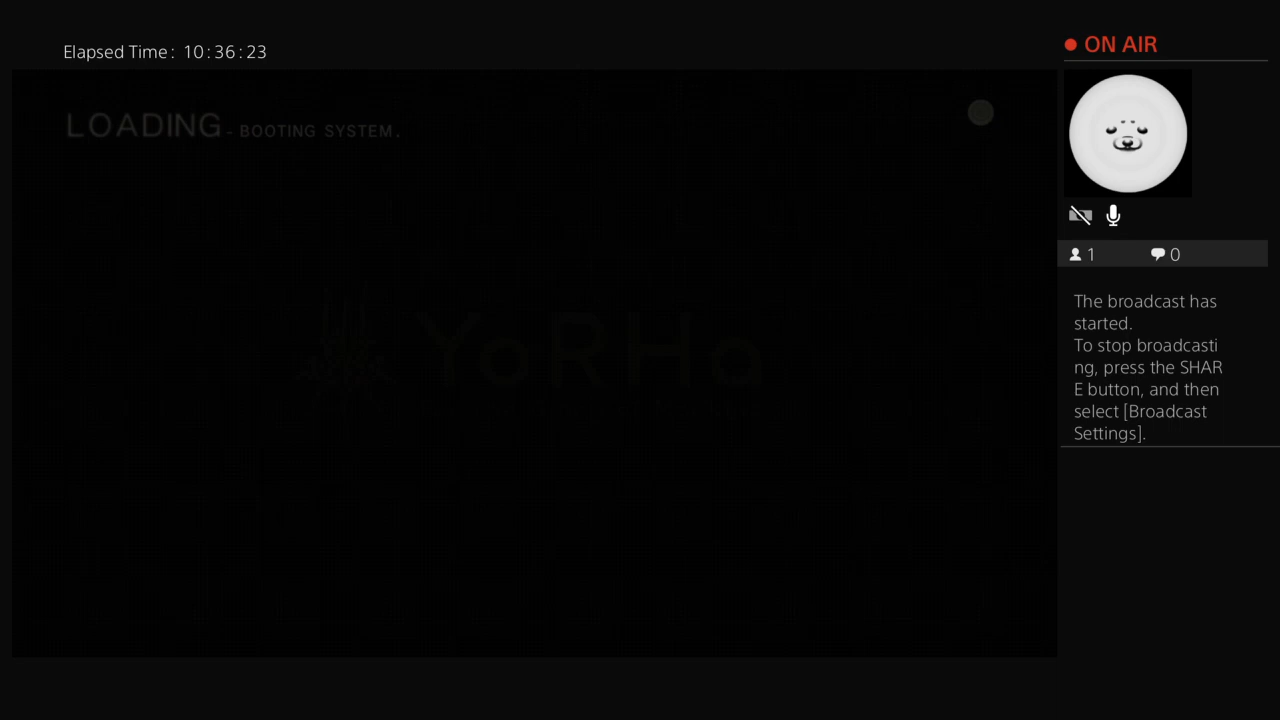 Elapsed Time: 10:36:23
ON AIR
LOADING - BOOTING SYSTEM.
YoRHa
1
0
The broadcast has
started.
To stop broadcasti
ng, press the SHAR
E button, and then
select [Broadcast
Settings].